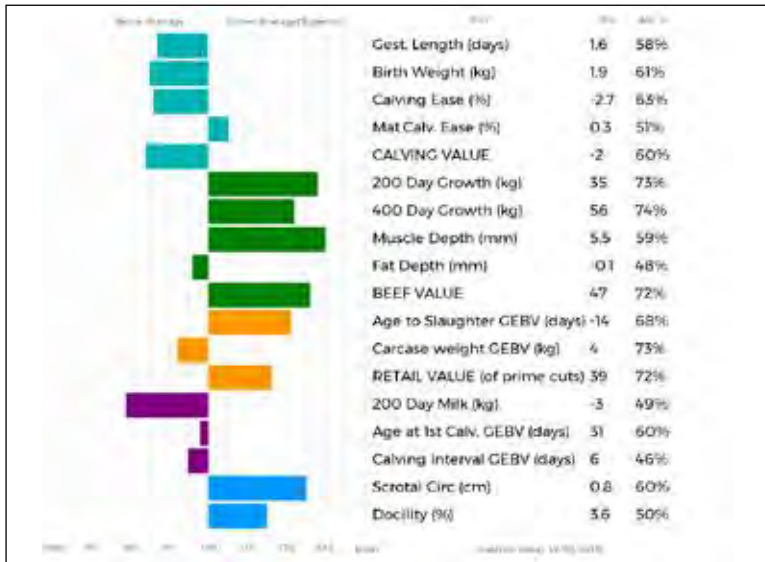 Gest. Length (days) 1.6 58%
Birth Weight (kg) 1.9 61%
Calving Ease (%) -2.7 63%
Mat Calv. Ease (%) 0.3 51%
CALVING VALUE -2 60%
200 Day Growth (kg) 35 73%
400 Day Growth (kg) 56 74%
Muscle Depth (mm) 5.5 59%
Fat Depth (mm) -0.1 48%
BEEF VALUE 47 72%
Age to Slaughter GEBV (days) -14 68%
Carcase weight GEBV (kg) 4 73%
RETAIL VALUE (of prime cuts) 39 72%
200 Day Milk (kg) -3 49%
Age at 1st Calv. GEBV (days) 31 60%
Calving Interval GEBV (days) 6 46%
Scrotal Circ (cm) 0.8 60%
Docility (%) 3.6 50%